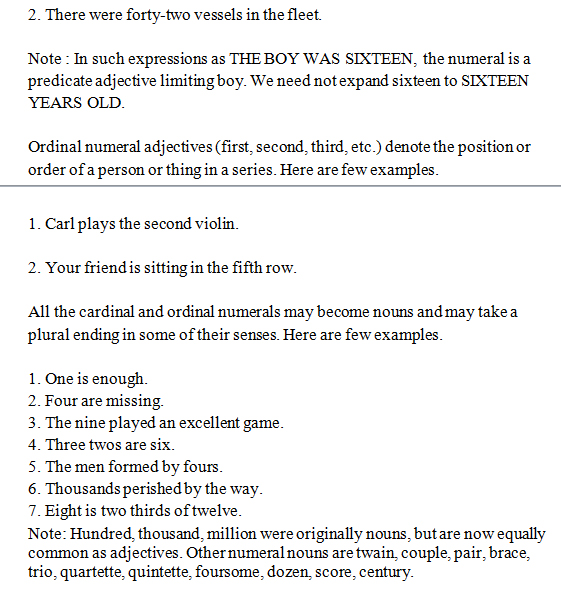 2. There were forty-two vessels in the fleet.
Note : In such expressions as THE BOY WAS SIXTEEN, the numeral is a
predicate adjective limiting boy. We need not expand sixteen to SIXTEEN
YEARS OLD.
Ordinal numeral adjectives (first, second, third, etc.) denote the position or
order of a person or thing in a series. Here are few examples.
1. Carl plays the second violin.
2. Your friend is sitting in the fifth row.
All the cardinal and ordinal numerals may become nouns and may take a
plural ending in some of their senses. Here are few examples.
1. One is enough.
2. Four are missing.
3. The nine played an excellent game.
4. Three twos are six.
5. The men formed by fours.
6. Thousands perished by the way.
7. Eight is two thirds of twelve.
Note: Hundred, thousand, million were originally nouns, but are now equally
common as adjectives. Other numeral nouns are twain, couple, pair, brace,
trio, quartette, quintette, foursome, dozen, score, century.